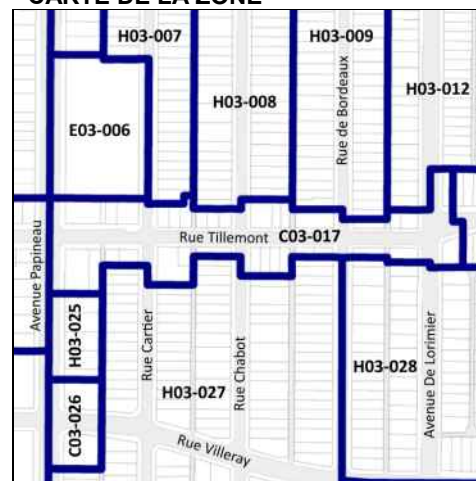 CARTE DE LA ZONE
H03-007
H03-009
H03-008
H03-012
E03-006
Rue de Bordeaux
Rue Tillemont
C03-017
Avenue Papineau
H03-025
Rue Cartier
Rue Chabot
Avenue De Lorimier
H03-027
H03-028
C03-026
Rue Villeray